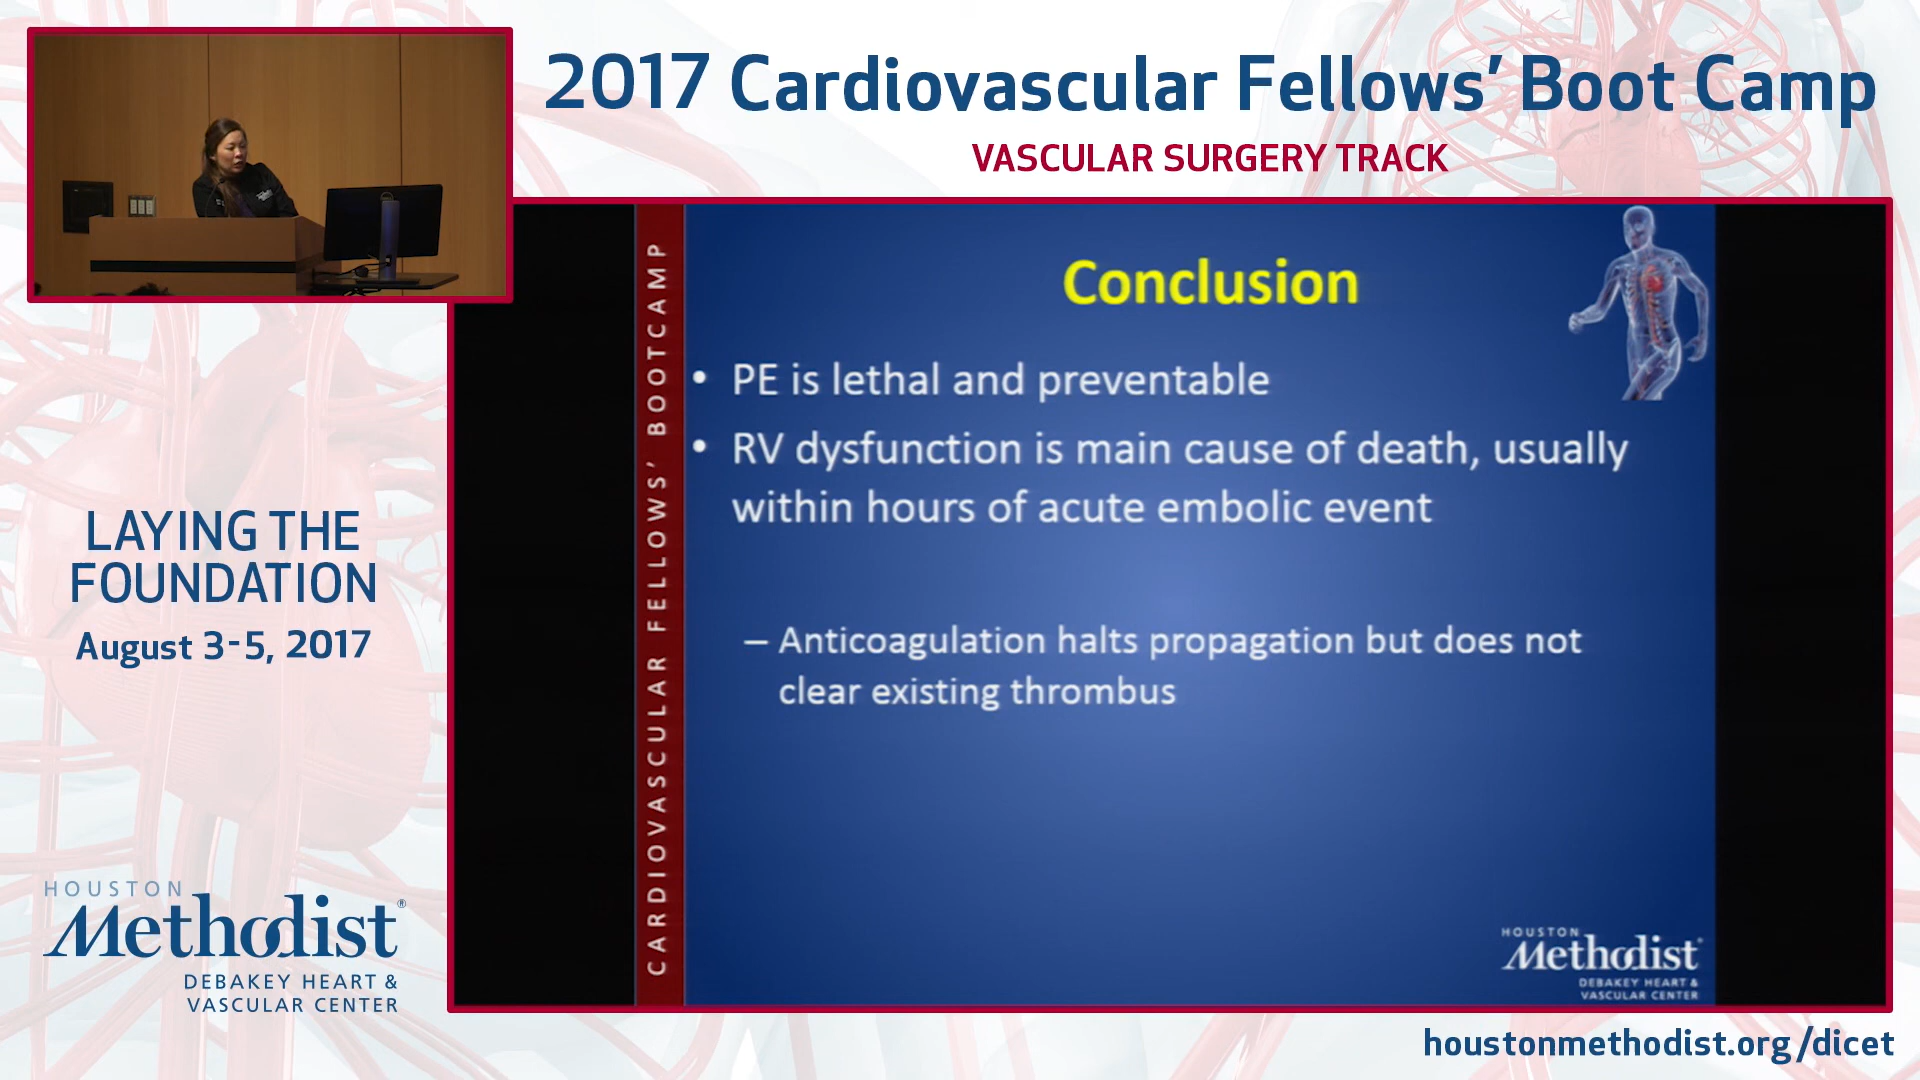 2017 Cardiovascular Fellows’ Boot Camp
VASCULAR SURGERY TRACK
LAYING THE
FOUNDATION
August 3-5, 2017
HOUSTON
Methodist®
DEBAKEY HEART &
VASCULAR CENTER
CARDIOVASCULAR FELLOWS’ BOOTCAMP
Conclusion
• PE is lethal and preventable
• RV dysfunction is main cause of death, usually
within hours of acute embolic event
– Anticoagulation halts propagation but does not
clear existing thrombus
HOUSTON
Methodist
DEBAKEY HEART &
VASCULAR CENTER
houstonmethodist.org/dicet